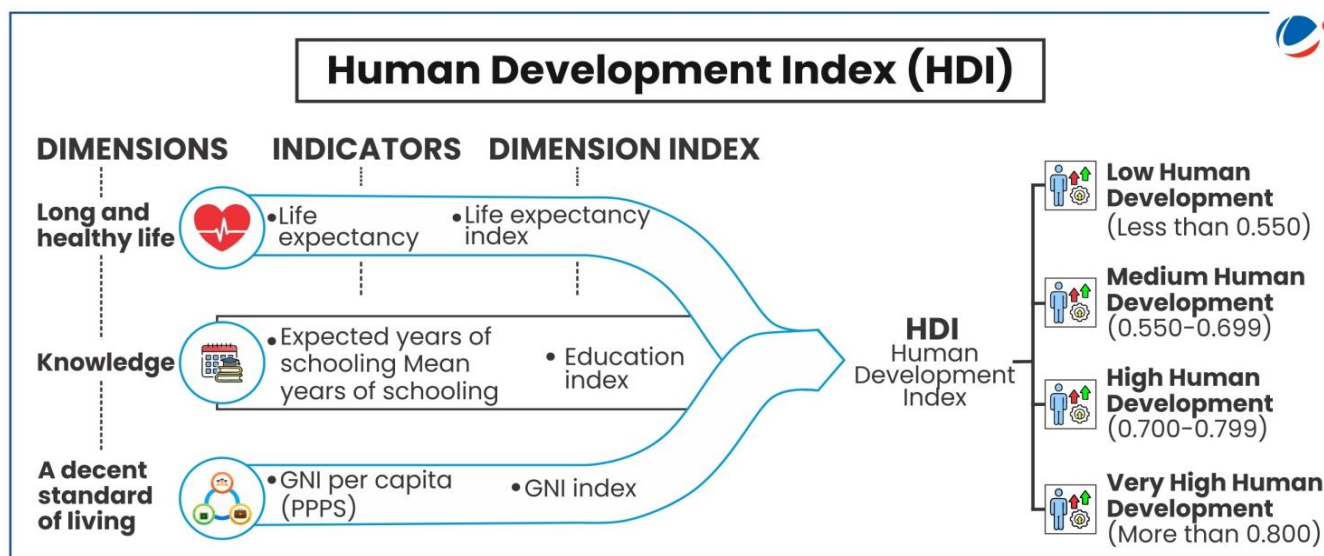 Human Development Index (HDI)
DIMENSIONS
INDICATORS
DIMENSION INDEX
Long and
healthy life
•Life
expectancy
•Life expectancy
index
Knowledge
•Expected years of
schooling Mean
years of schooling
• Education
index
A decent
standard
of living
•GNI per capita
(PPPS)
•GNI index
HDI
Human
Development
Index
Low Human
Development
(Less than 0.550)
Medium Human
Development
(0.550-0.699)
High Human
Development
(0.700-0.799)
Very High Human
Development
(More than 0.800)